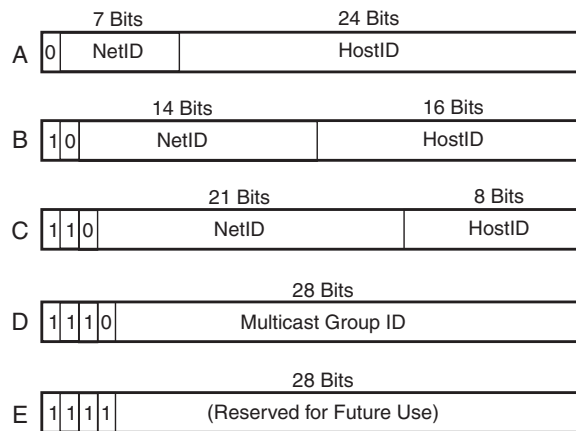 7 Bits 24 Bits
A 0 NetID HostID
14 Bits 16 Bits
B 1 0 NetID HostID
21 Bits 8 Bits
C 1 1 0 NetID HostID
28 Bits
D 1 1 1 0 Multicast Group ID
28 Bits
E 1 1 1 1 (Reserved for Future Use)